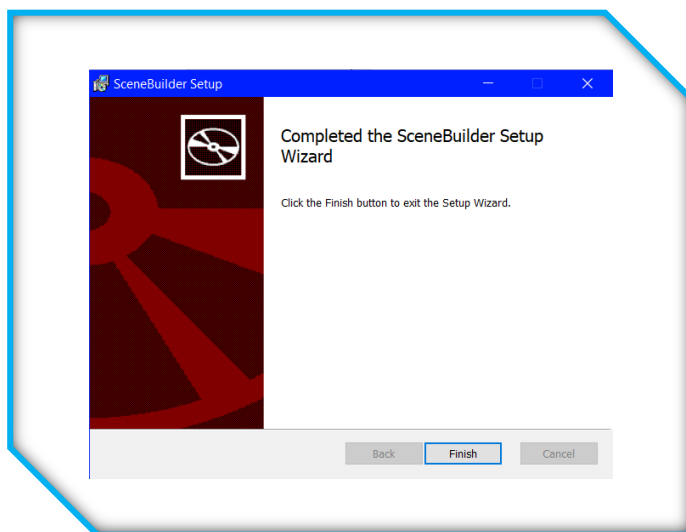 SceneBuilder Setup
Completed the SceneBuilder Setup
Wizard
Click the Finish button to exit the Setup Wizard.
Back
Finish
Cancel